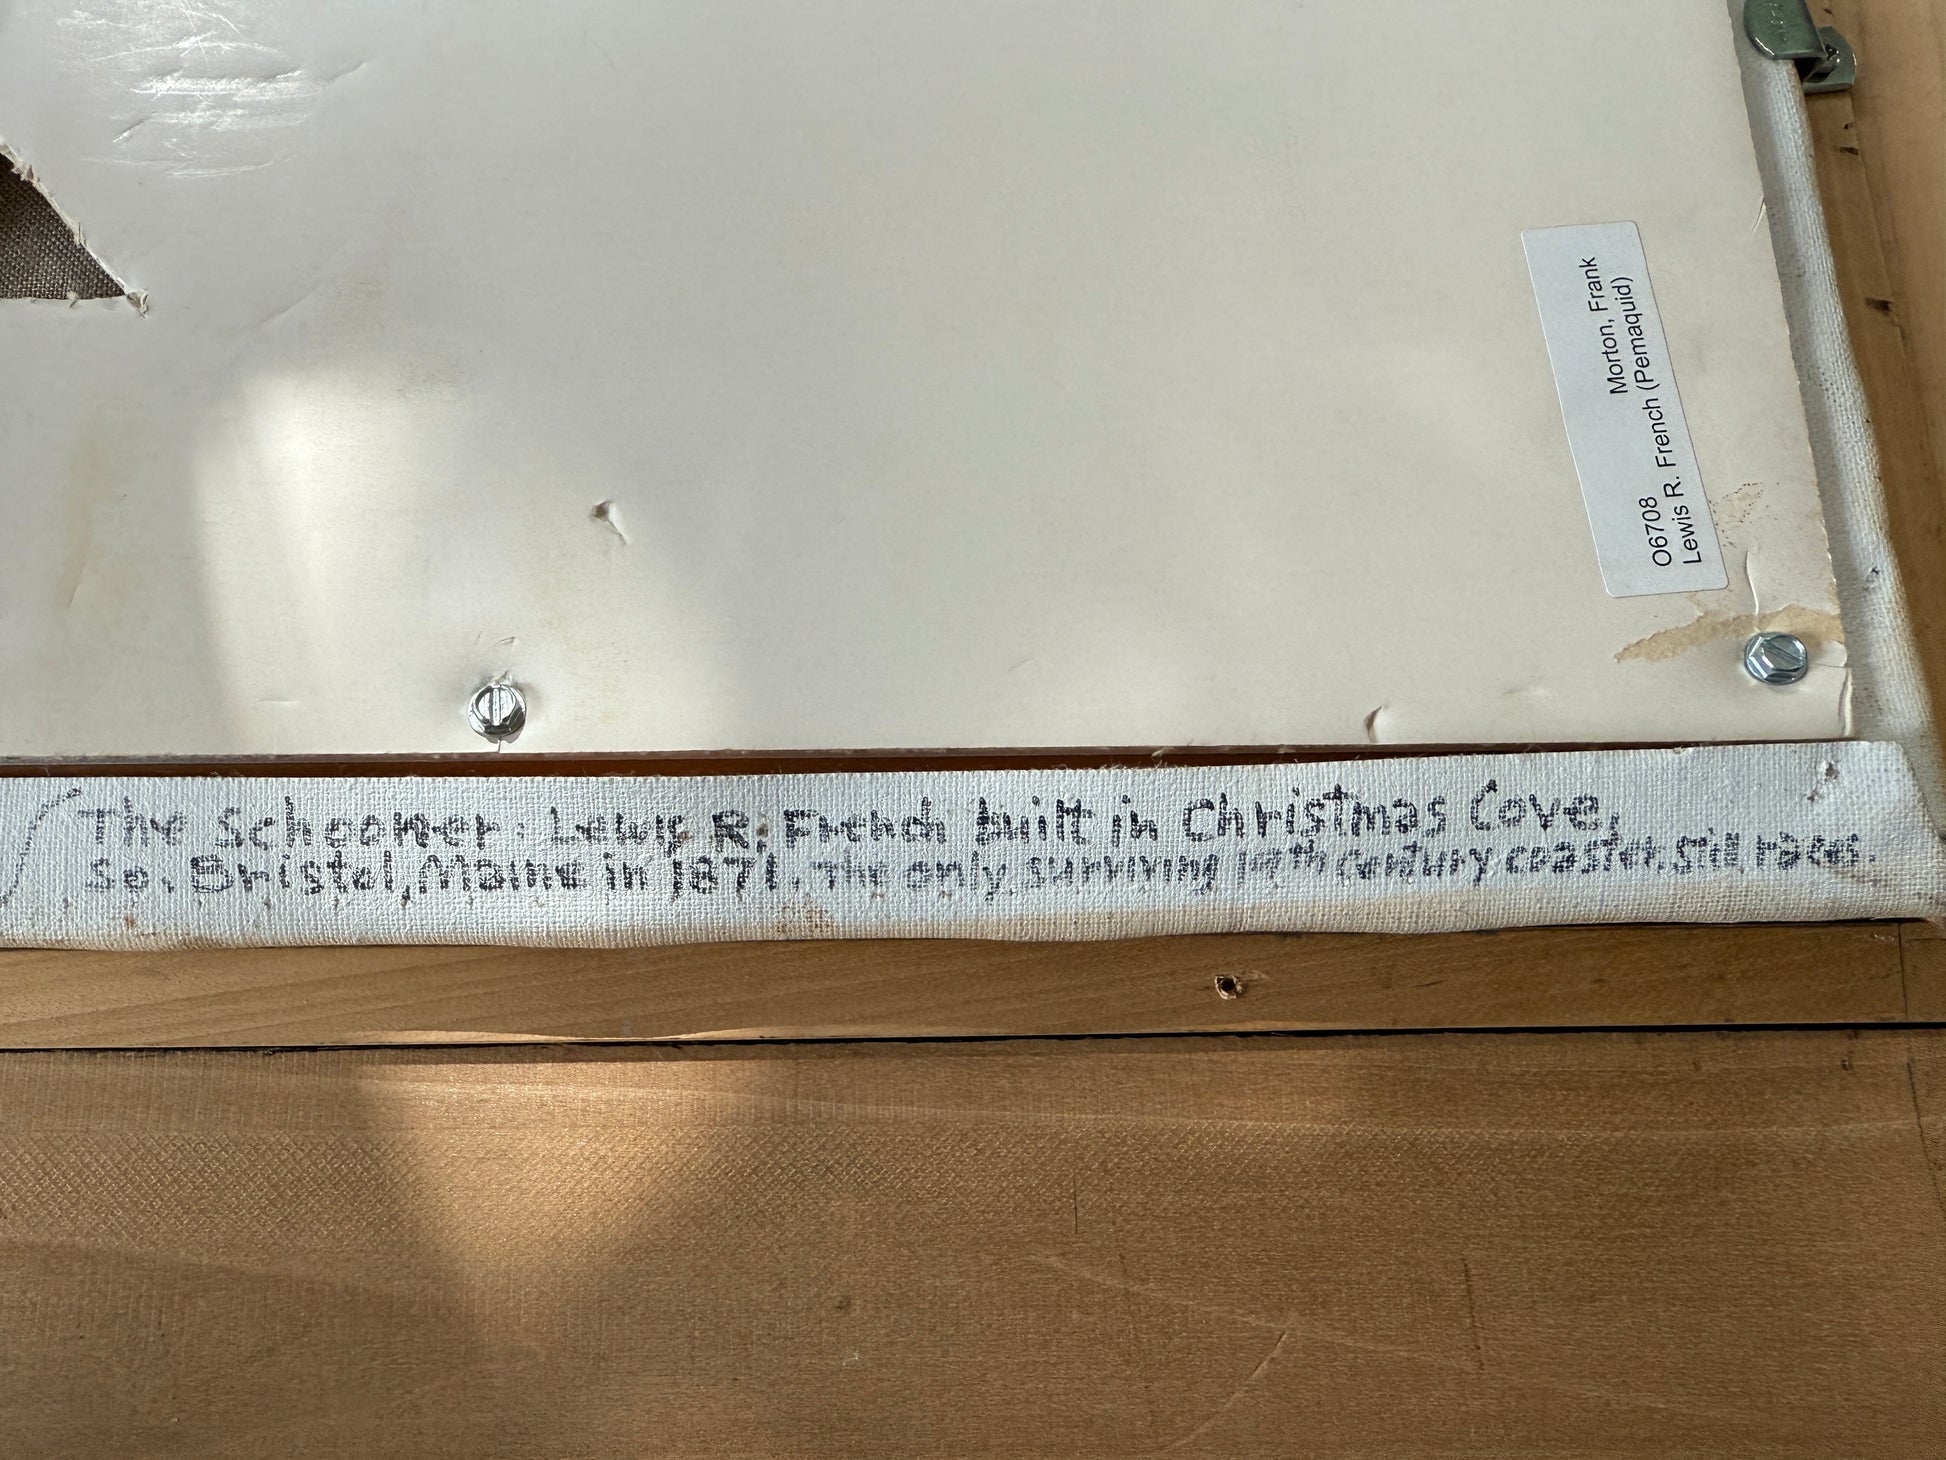 O6708 Morton, Frank
Lewis R. French (Pemaquid)
The Schooner. Lewis R. French built in Christmas Cove,
So. Bristol, Maine in 1871. The only surviving 19th century coaster. Still races.